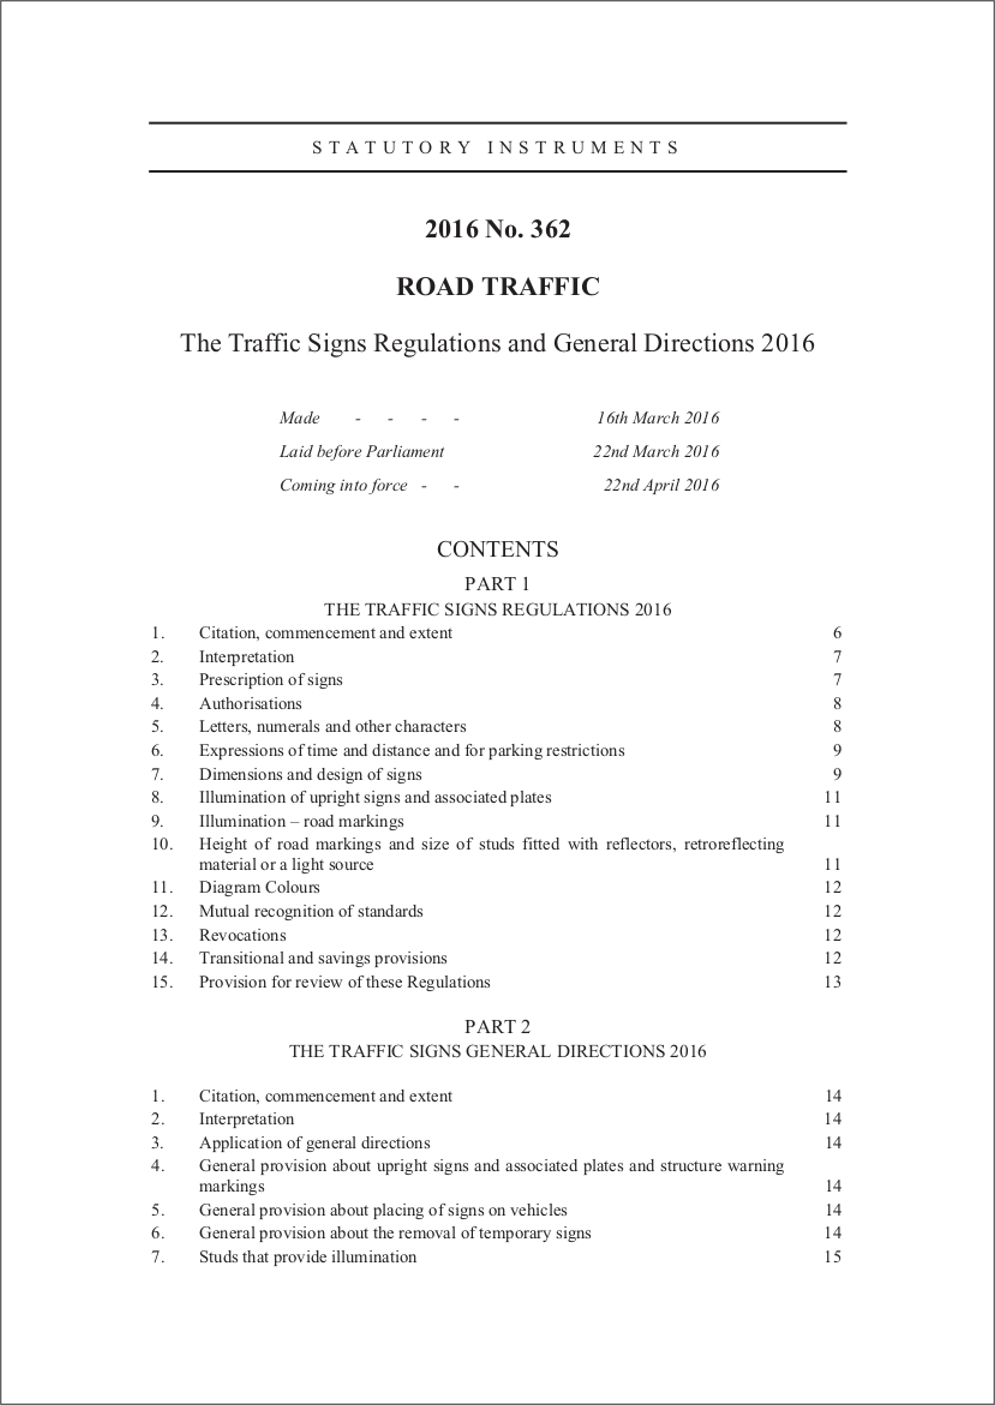 STATUTORY INSTRUMENTS
2016 No. 362
ROAD TRAFFIC
The Traffic Signs Regulations and General Directions 2016
Made - - - - 16th March 2016
Laid before Parliament 22nd March 2016
Coming into force - - 22nd April 2016
CONTENTS
PART 1
THE TRAFFIC SIGNS REGULATIONS 2016
1. Citation, commencement and extent 6
2. Interpretation 7
3. Prescription of signs 7
4. Authorisations 8
5. Letters, numerals and other characters 8
6. Expressions of time and distance and for parking restrictions 9
7. Dimensions and design of signs 9
8. Illumination of upright signs and associated plates 11
9. Illumination – road markings 11
10. Height of road markings and size of studs fitted with reflectors, retroreflecting
material or a light source 11
11. Diagram Colours 12
12. Mutual recognition of standards 12
13. Revocations 12
14. Transitional and savings provisions 12
15. Provision for review of these Regulations 13
PART 2
THE TRAFFIC SIGNS GENERAL DIRECTIONS 2016
1. Citation, commencement and extent 14
2. Interpretation 14
3. Application of general directions 14
4. General provision about upright signs and associated plates and structure warning
markings 14
5. General provision about placing of signs on vehicles 14
6. General provision about the removal of temporary signs 14
7. Studs that provide illumination 15